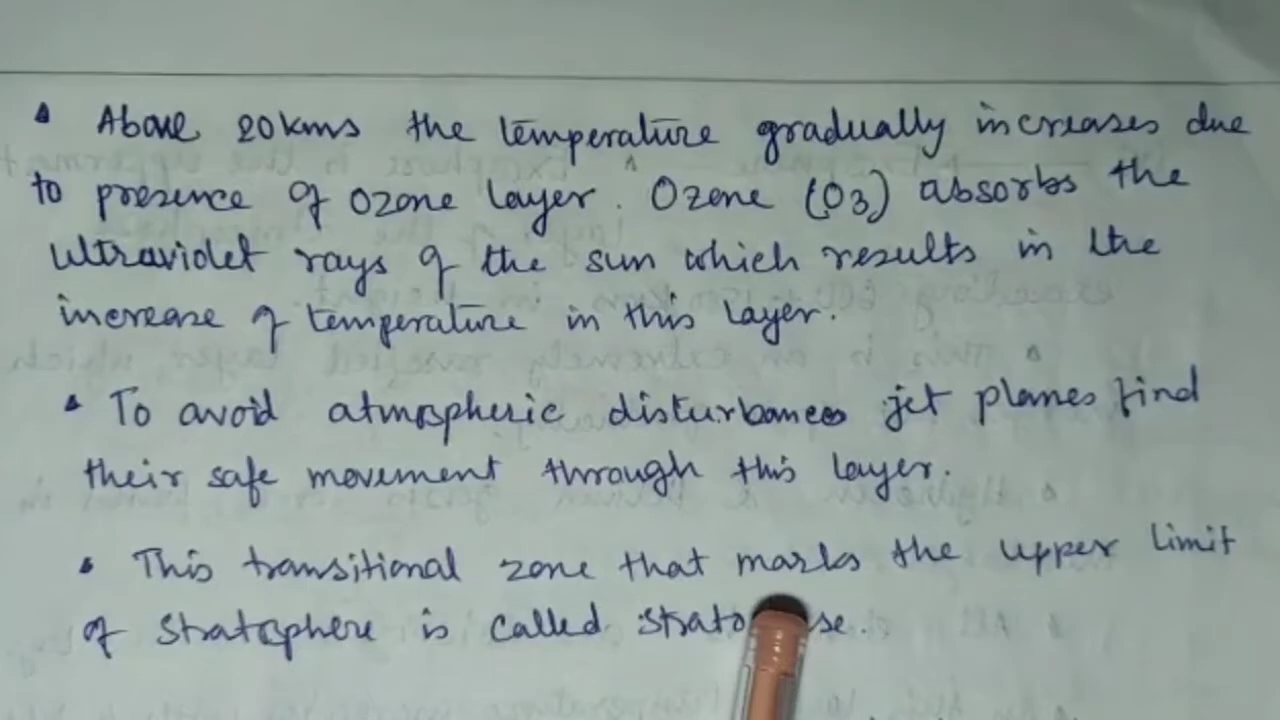 Above 20kms the temperature gradually increases due
to presence of Ozone layer. Ozone (O3) absorbs the
ultraviolet rays of the sun which results in the
increase of temperature in this layer.
To avoid atmospheric disturbances jet planes find
their safe movement through this layer.
This transitional zone that marks the upper limit
of Stratosphere is called